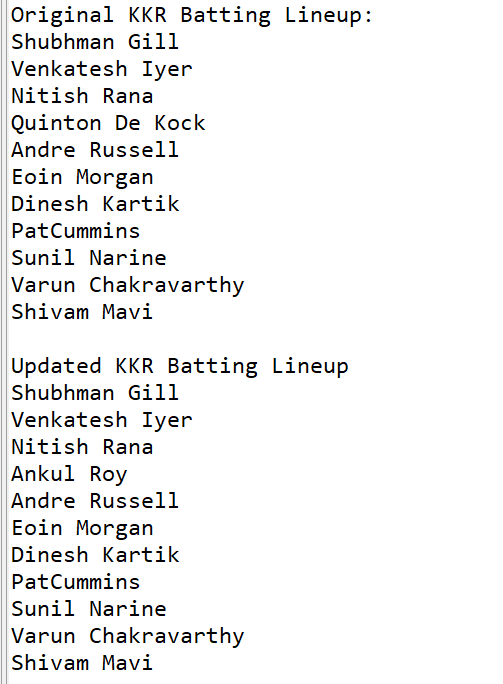 Original KKR Batting Lineup:
Shubhman Gill
Venkatesh Iyer
Nitish Rana
Quinton De Kock
Andre Russell
Eoin Morgan
Dinesh Kartik
PatCummins
Sunil Narine
Varun Chakravarthy
Shivam Mavi

Updated KKR Batting Lineup
Shubhman Gill
Venkatesh Iyer
Nitish Rana
Ankul Roy
Andre Russell
Eoin Morgan
Dinesh Kartik
PatCummins
Sunil Narine
Varun Chakravarthy
Shivam Mavi